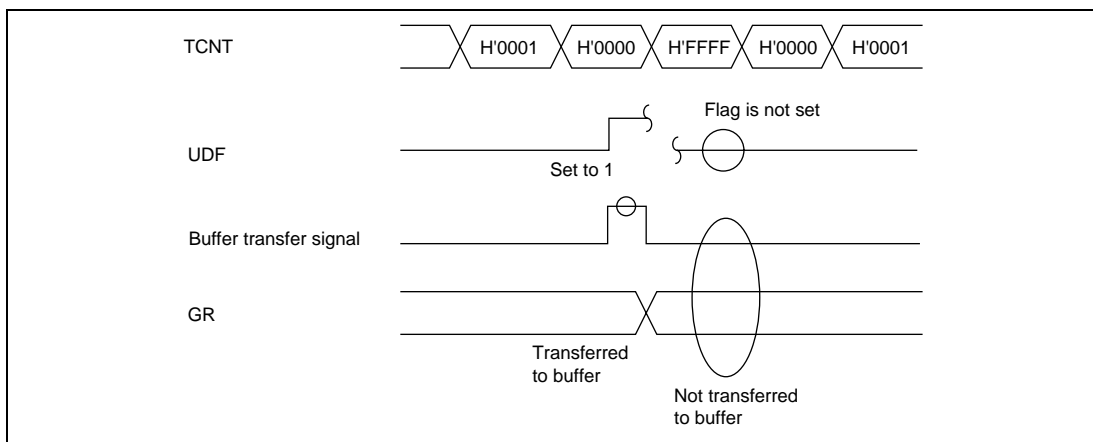 TCNT
H'0001 H'0000 H'FFFF H'0000 H'0001
Flag is not set
UDF
Set to 1
Buffer transfer signal
GR
Transferred
to buffer
Not transferred
to buffer